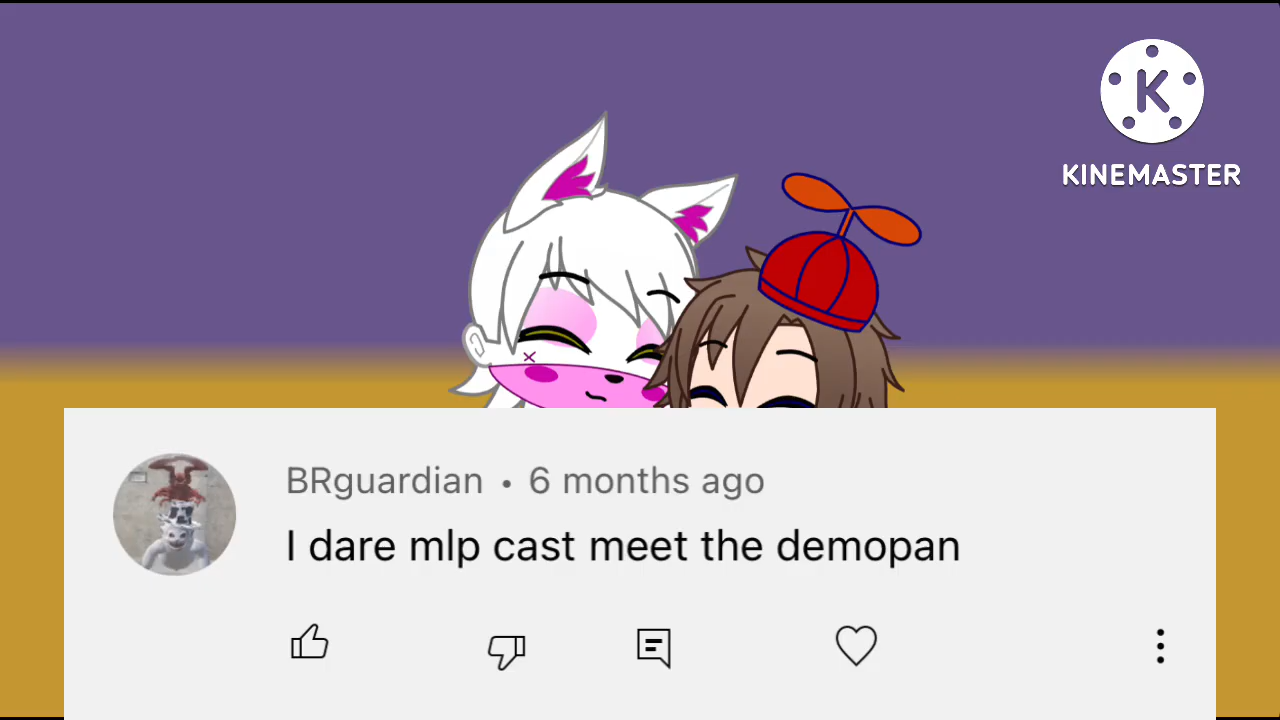 K
KINEMASTER
BRguardian • 6 months ago
I dare mlp cast meet the demopan